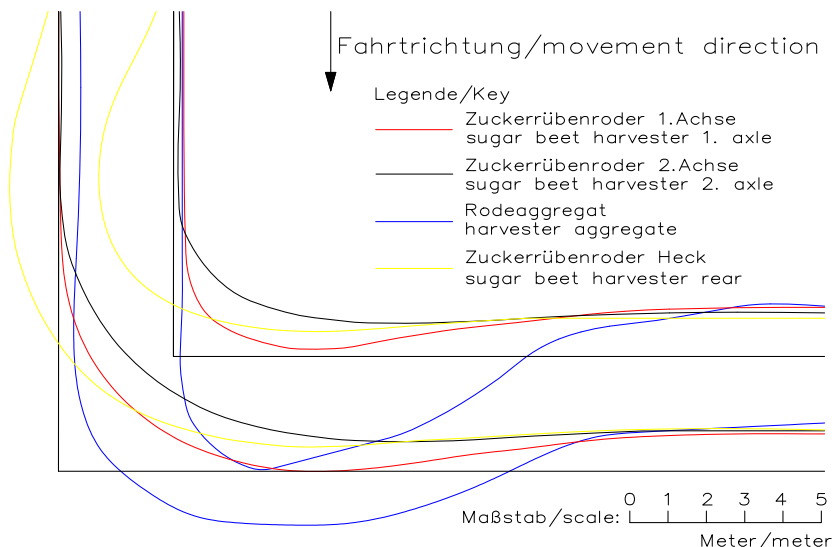 Fahrtrichtung/movement direction
Legende/Key
Zuckerrübenroder 1.Achse
sugar beet harvester 1. axle
Zuckerrübenroder 2.Achse
sugar beet harvester 2. axle
Rodeaggregat
harvester aggregate
Zuckerrübenroder Heck
sugar beet harvester rear
0 1 2 3 4 5
Maßstab/scale:
Meter/meter